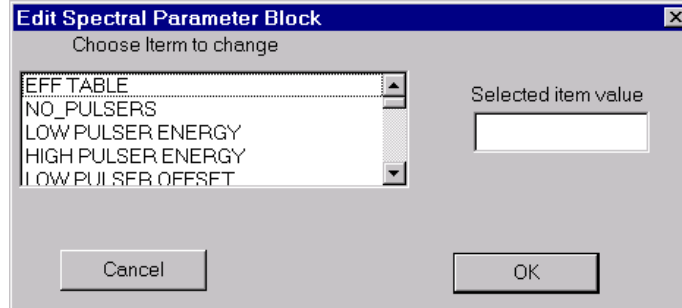 Edit Spectral Parameter Block
Choose Iterm to change
EFF TABLE
NO_PULSERS
LOW PULSER ENERGY
HIGH PULSER ENERGY
LOW PULSER OFFSET
Selected item value
Cancel
OK